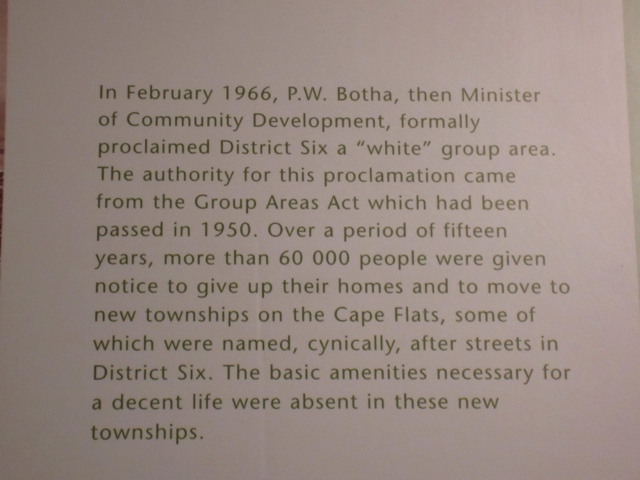 In February 1966, P.W. Botha, then Minister
of Community Development, formally
proclaimed District Six a "white" group area.
The authority for this proclamation came
from the Group Areas Act which had been
passed in 1950. Over a period of fifteen
years, more than 60 000 people were given
notice to give up their homes and to move to
new townships on the Cape Flats, some of
which were named, cynically, after streets in
District Six. The basic amenities necessary for
a decent life were absent in these new
townships.